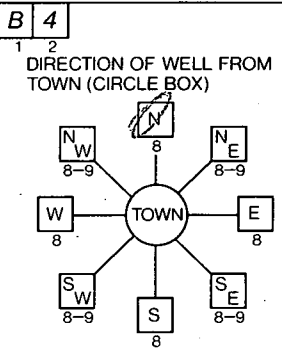 B 4
1 2
DIRECTION OF WELL FROM
TOWN (CIRCLE BOX)
N
8
NW NE
8-9 8-9
W TOWN E
8 8
SW SE
8-9 8-9
S
8